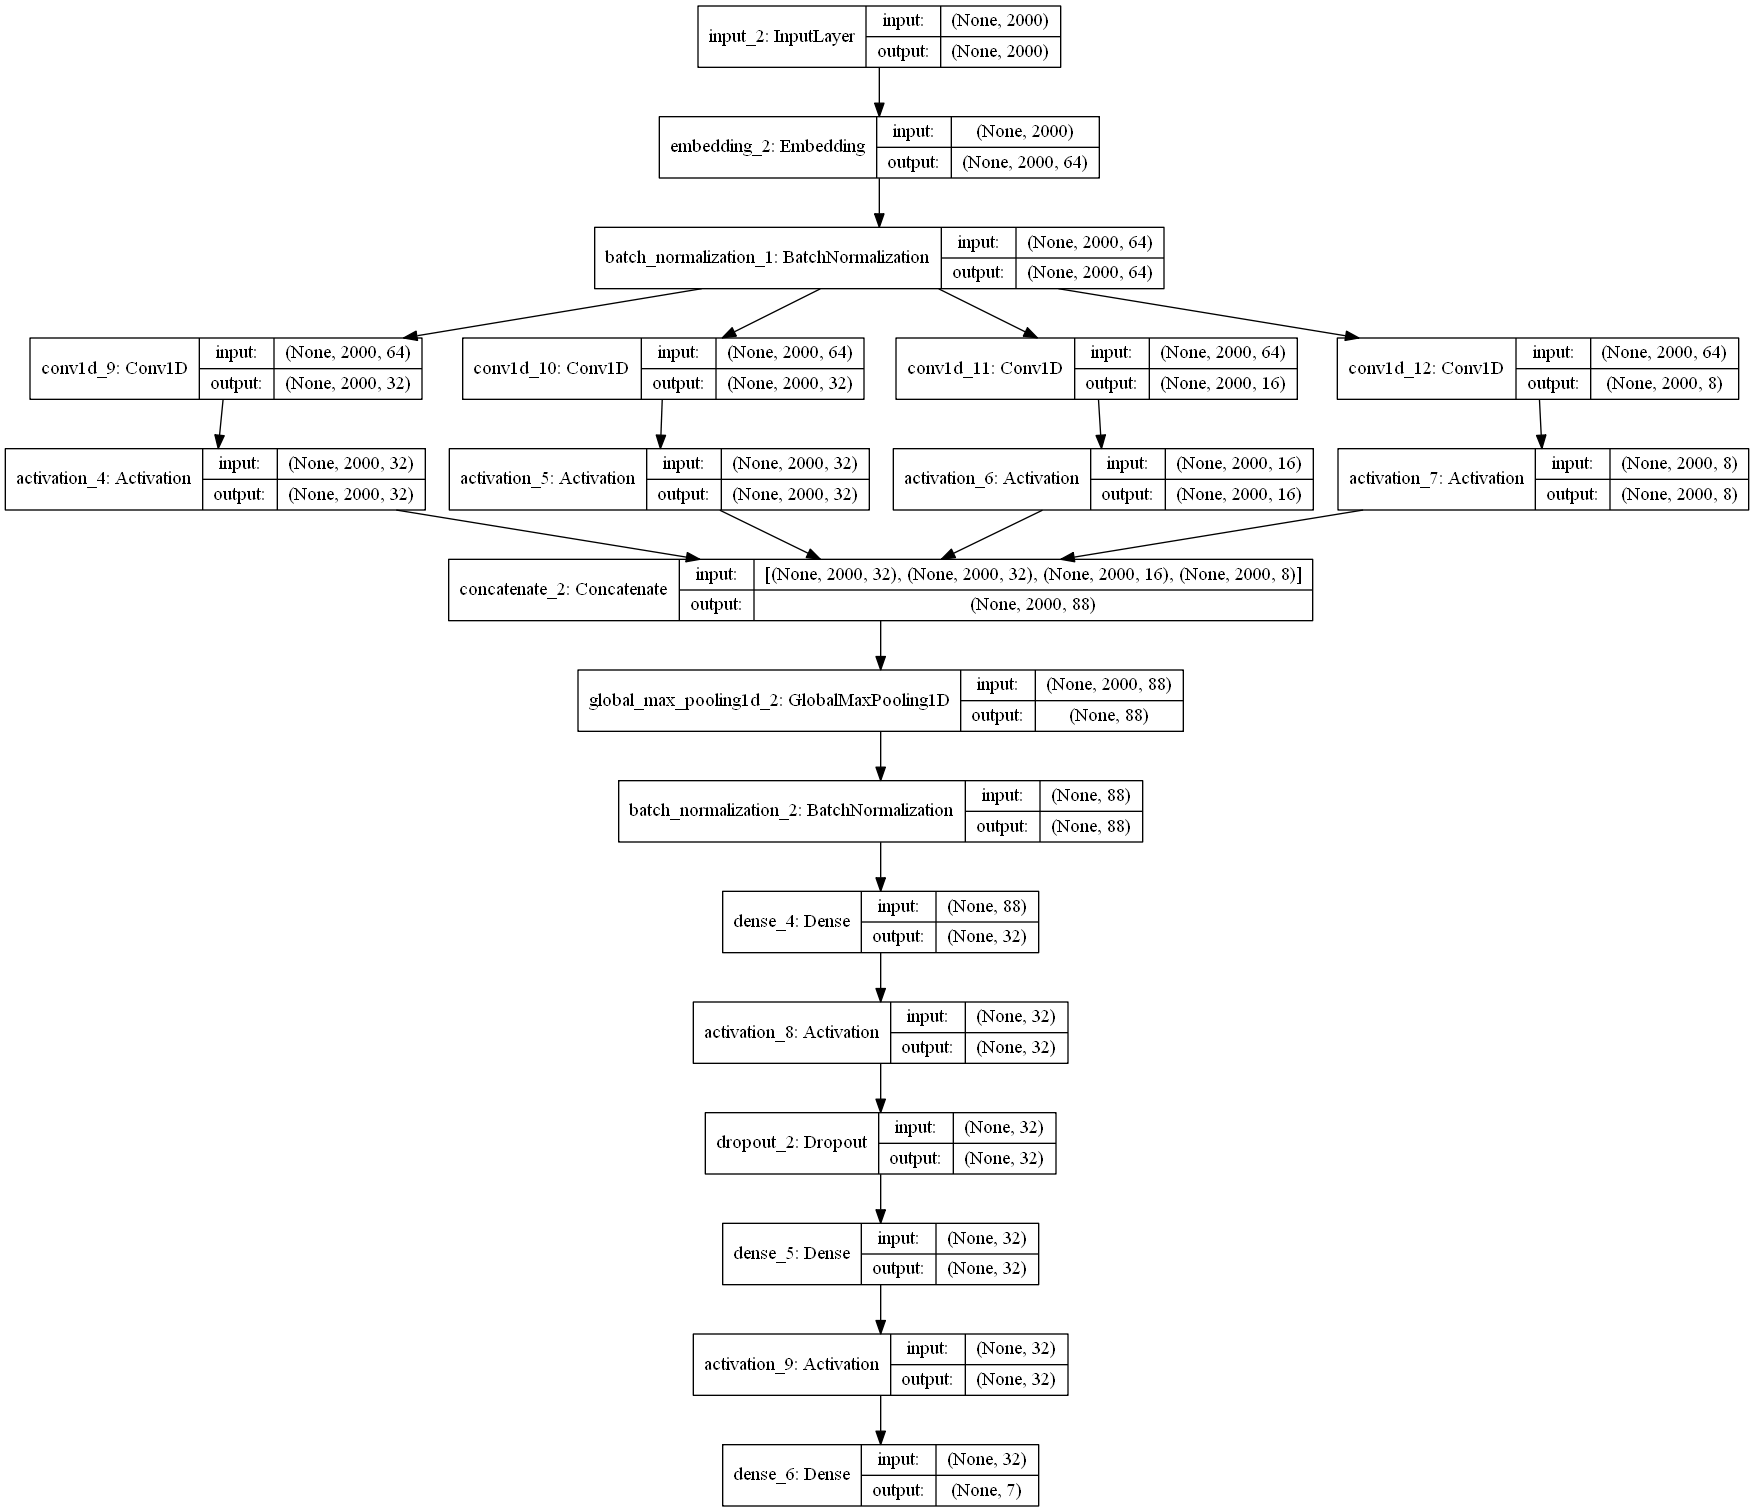 input_2: InputLayer
input: (None, 2000)
output: (None, 2000)
embedding_2: Embedding
input: (None, 2000)
output: (None, 2000, 64)
batch_normalization_1: BatchNormalization
input: (None, 2000, 64)
output: (None, 2000, 64)
conv1d_9: Conv1D
input: (None, 2000, 64)
output: (None, 2000, 32)
conv1d_10: Conv1D
input: (None, 2000, 64)
output: (None, 2000, 32)
conv1d_11: Conv1D
input: (None, 2000, 64)
output: (None, 2000, 16)
conv1d_12: Conv1D
input: (None, 2000, 64)
output: (None, 2000, 8)
activation_4: Activation
input: (None, 2000, 32)
output: (None, 2000, 32)
activation_5: Activation
input: (None, 2000, 32)
output: (None, 2000, 32)
activation_6: Activation
input: (None, 2000, 16)
output: (None, 2000, 16)
activation_7: Activation
input: (None, 2000, 8)
output: (None, 2000, 8)
concatenate_2: Concatenate
input: [(None, 2000, 32), (None, 2000, 32), (None, 2000, 16), (None, 2000, 8)]
output: (None, 2000, 88)
global_max_pooling1d_2: GlobalMaxPooling1D
input: (None, 2000, 88)
output: (None, 88)
batch_normalization_2: BatchNormalization
input: (None, 88)
output: (None, 88)
dense_4: Dense
input: (None, 88)
output: (None, 32)
activation_8: Activation
input: (None, 32)
output: (None, 32)
dropout_2: Dropout
input: (None, 32)
output: (None, 32)
dense_5: Dense
input: (None, 32)
output: (None, 32)
activation_9: Activation
input: (None, 32)
output: (None, 32)
dense_6: Dense
input: (None, 32)
output: (None, 7)